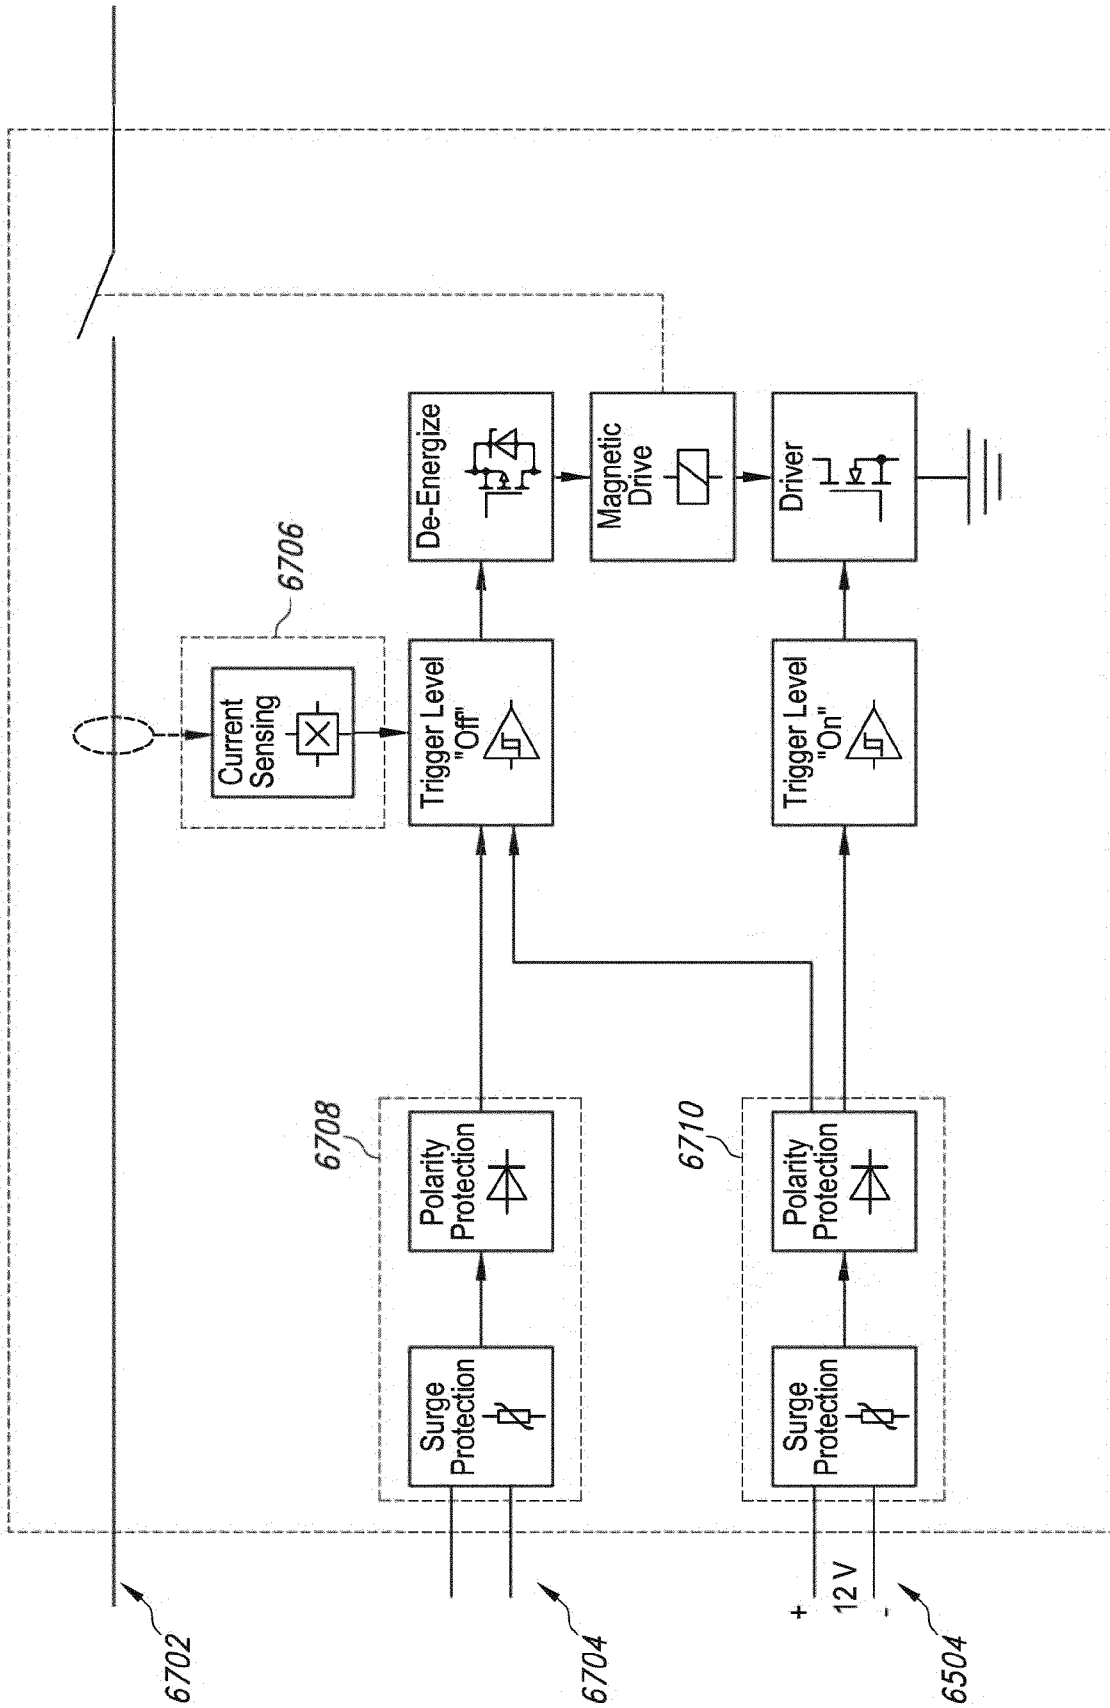 6702
6706
Current
Sensing
6704
6708
Surge
Protection
Polarity
Protection
Trigger Level
"Off"
De-Energize
Magnetic
Drive
6504
+
12 V
-
6710
Surge
Protection
Polarity
Protection
Trigger Level
"On"
Driver